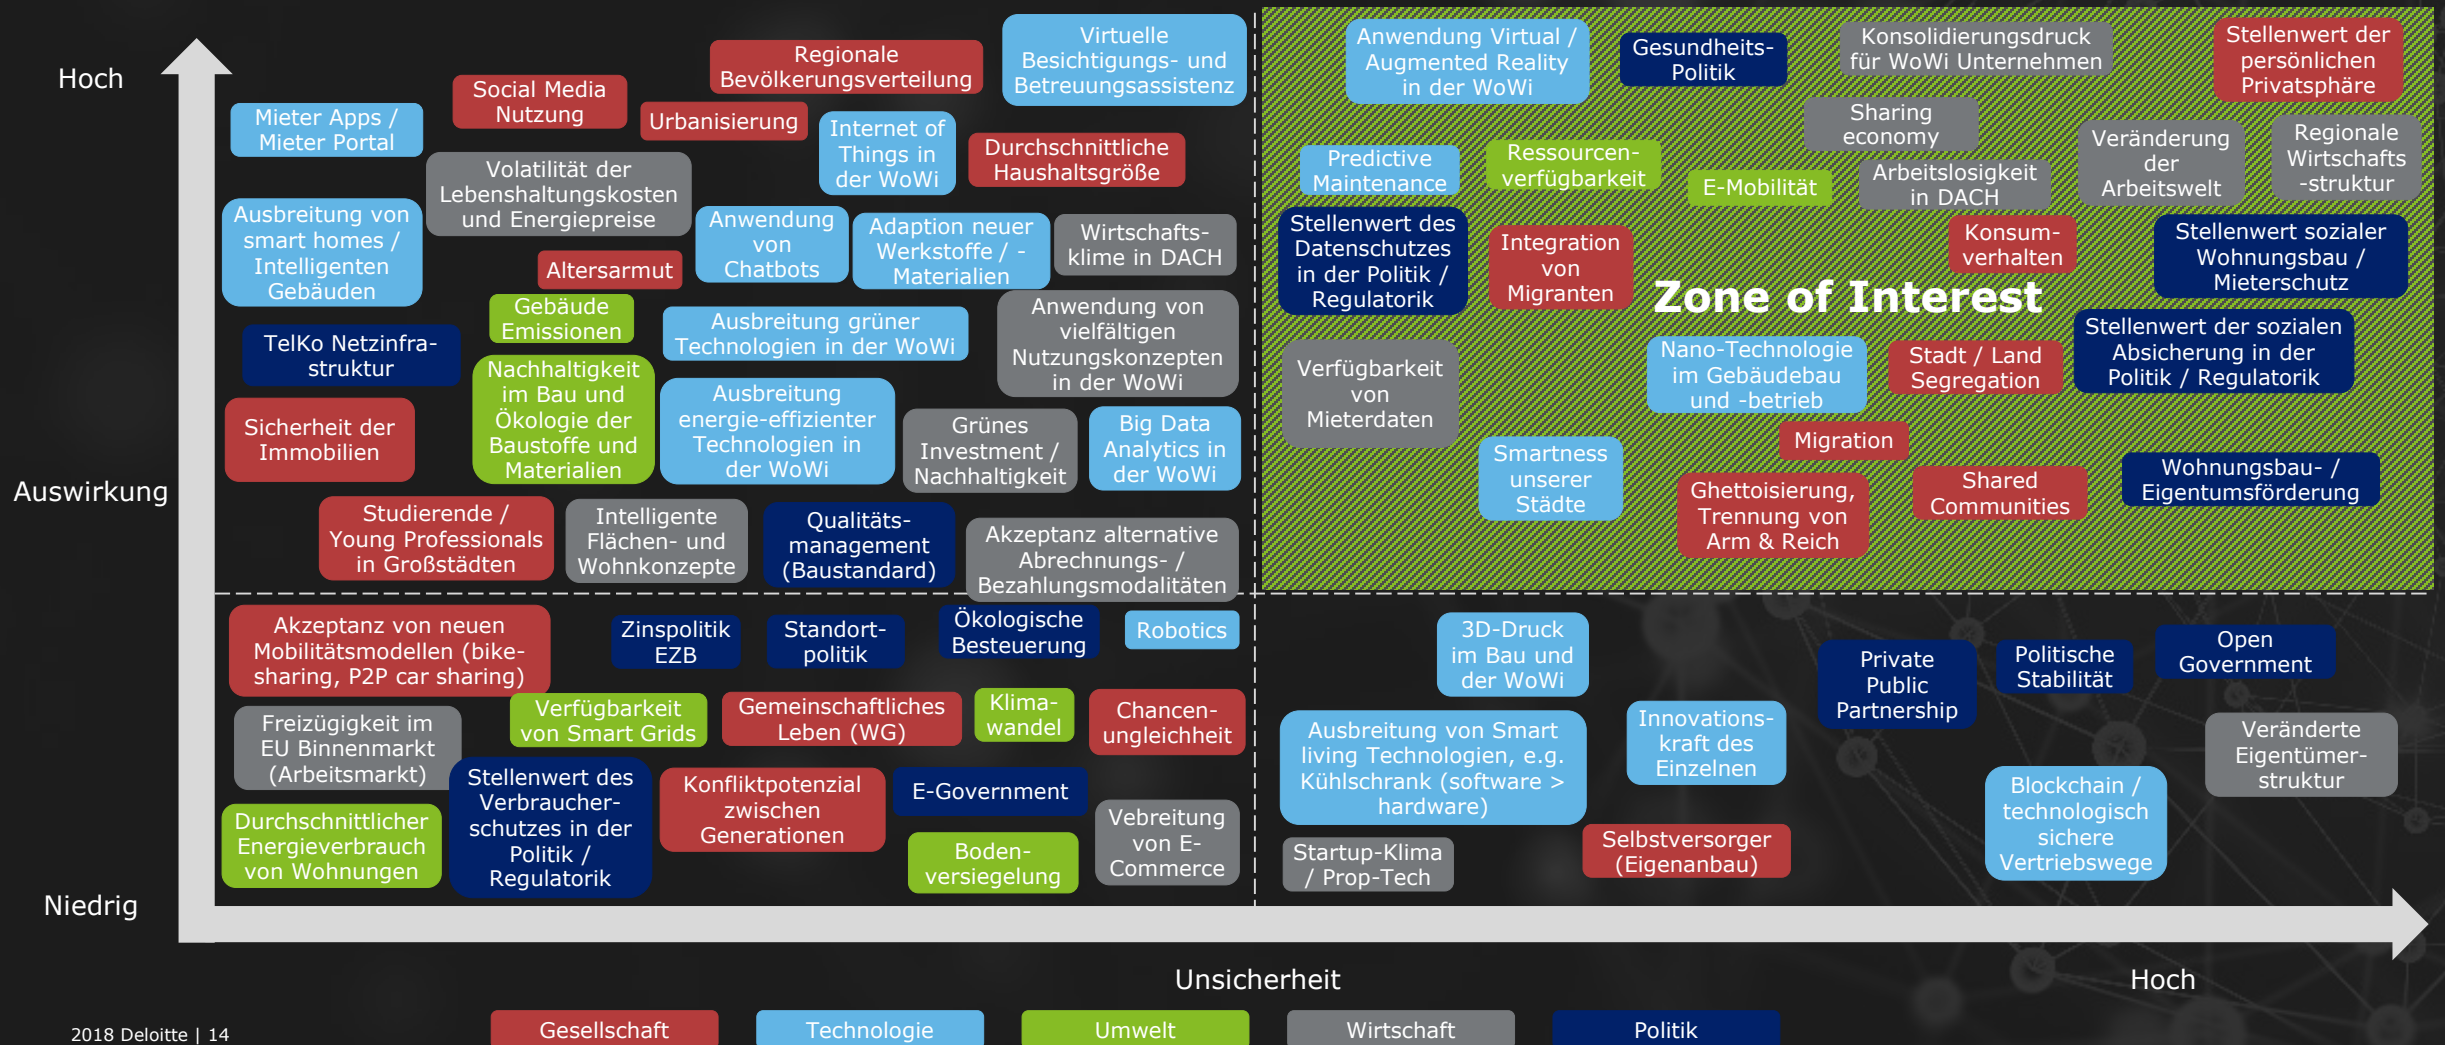 Hoch
Regionale
Bevölkerungsverteilung
Virtuelle
Besichtigungs- und
Betreuungsassistenz
Social Media
Nutzung
Mieter Apps /
Mieter Portal
Urbanisierung
Internet of
Things in
der WoWi
Durchschnittliche
Haushaltsgröße
Volatilität der
Lebenshaltungskosten
und Energiepreise
Ausbreitung von
smart homes /
Intelligenten
Gebäuden
Altersarmut
Anwendung
von
Chatbots
Adaption neuer
Werkstoffe / -
Materialien
Wirtschafts-
klime in DACH
Gebäude
Emissionen
TelKo Netzinfra-
struktur
Ausbreitung grüner
Technologien in der WoWi
Anwendung von
vielfältigen
Nutzungskonzepten
in der WoWi
Nachhaltigkeit
im Bau und
Ökologie der
Baustoffe und
Materialien
Ausbreitung
energie-effizienter
Technologien in
der WoWi
Sicherheit der
Immobilien
Grünes
Investment /
Nachhaltigkeit
Big Data
Analytics in
der WoWi
Auswirkung
Studierende /
Young Professionals
in Großstädten
Intelligente
Flächen- und
Wohnkonzepte
Qualitäts-
management
(Baustandard)
Akzeptanz alternative
Abrechnungs- /
Bezahlungsmodalitäten
Anwendung Virtual /
Augmented Reality
in der WoWi
Gesundheits-
Politik
Konsolidierungsdruck
für WoWi Unternehmen
Stellenwert der
persönlichen
Privatsphäre
Sharing
economy
Predictive
Maintenance
Ressourcen-
verfügbarkeit
E-Mobilität
Arbeitslosigkeit
in DACH
Veränderung
der
Arbeitswelt
Regionale
Wirtschafts
-struktur
Stellenwert des
Datenschutzes
in der Politik /
Regulatorik
Integration
von
Migranten
Konsum-
verhalten
Stellenwert sozialer
Wohnungsbau /
Mieterschutz
Zone of Interest
Verfügbarkeit
von
Mieterdaten
Nano-Technologie
im Gebäudebau
und -betrieb
Stadt / Land
Segregation
Stellenwert der sozialen
Absicherung in der
Politik / Regulatorik
Migration
Smartness
unserer
Städte
Ghettoisierung,
Trennung von
Arm & Reich
Shared
Communities
Wohnungsbau- /
Eigentumsförderung
Akzeptanz von neuen
Mobilitätsmodellen (bike-
sharing, P2P car sharing)
Zinspolitik
EZB
Standort-
politik
Ökologische
Besteuerung
Robotics
Freizügigkeit im
EU Binnenmarkt
(Arbeitsmarkt)
Verfügbarkeit
von Smart Grids
Gemeinschaftliches
Leben (WG)
Klima-
wandel
Chancen-
ungleichheit
Durchschnittlicher
Energieverbrauch
von Wohnungen
Stellenwert des
Verbraucher-
schutzes in der
Politik /
Regulatorik
Konfliktpotenzial
zwischen
Generationen
E-Government
Boden-
versiegelung
Vebreitung
von E-
Commerce
3D-Druck
im Bau und
der WoWi
Private
Public
Partnership
Politische
Stabilität
Open
Government
Ausbreitung von Smart
living Technologien, e.g.
Kühlschrank (software >
hardware)
Innovations-
kraft des
Einzelnen
Veränderte
Eigentümer-
struktur
Blockchain /
technologisch
sichere
Vertriebswege
Startup-Klima
/ Prop-Tech
Selbstversorger
(Eigenanbau)
Niedrig
Unsicherheit
Hoch
2018 Deloitte | 14
Gesellschaft
Technologie
Umwelt
Wirtschaft
Politik